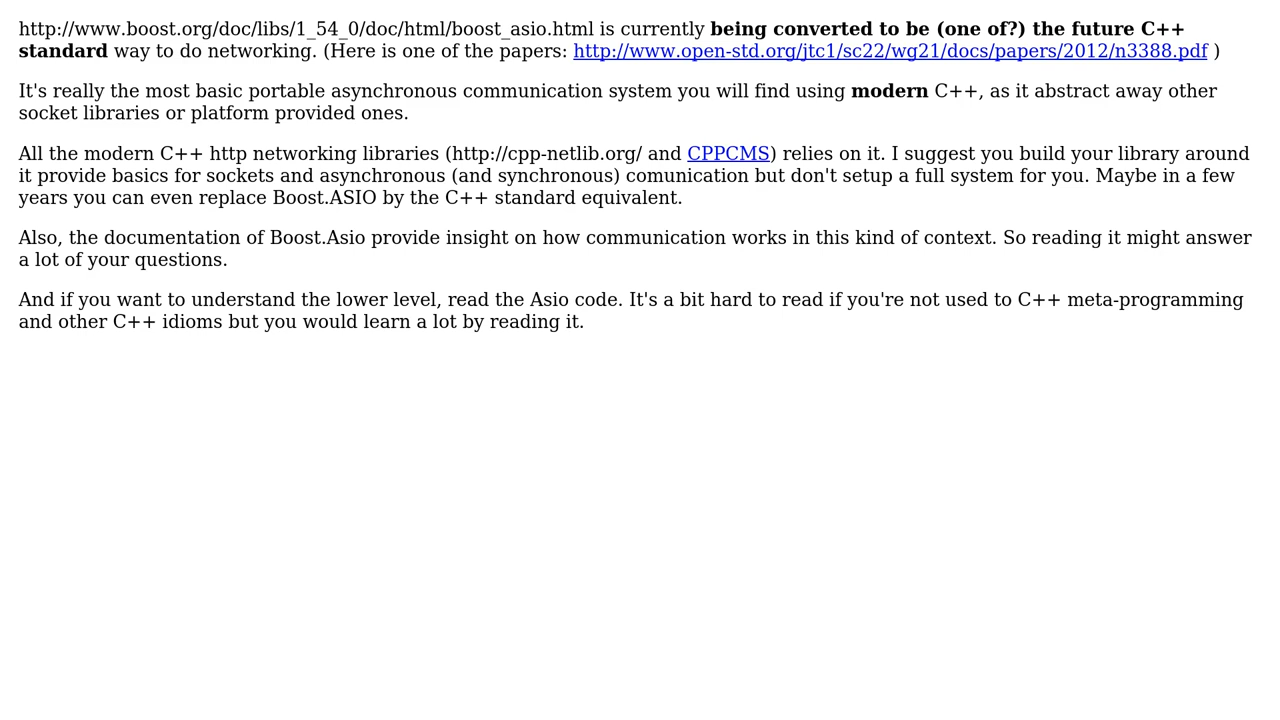 http://www.boost.org/doc/libs/1_54_0/doc/html/boost_asio.html is currently being converted to be (one of?) the future C++
standard way to do networking. (Here is one of the papers: http://www.open-std.org/jtc1/sc22/wg21/docs/papers/2012/n3388.pdf )
It's really the most basic portable asynchronous communication system you will find using modern C++, as it abstract away other
socket libraries or platform provided ones.
All the modern C++ http networking libraries (http://cpp-netlib.org/ and CPPCMS) relies on it. I suggest you build your library around
it provide basics for sockets and asynchronous (and synchronous) comunication but don't setup a full system for you. Maybe in a few
years you can even replace Boost.ASIO by the C++ standard equivalent.
Also, the documentation of Boost.Asio provide insight on how communication works in this kind of context. So reading it might answer
a lot of your questions.
And if you want to understand the lower level, read the Asio code. It's a bit hard to read if you're not used to C++ meta-programming
and other C++ idioms but you would learn a lot by reading it.